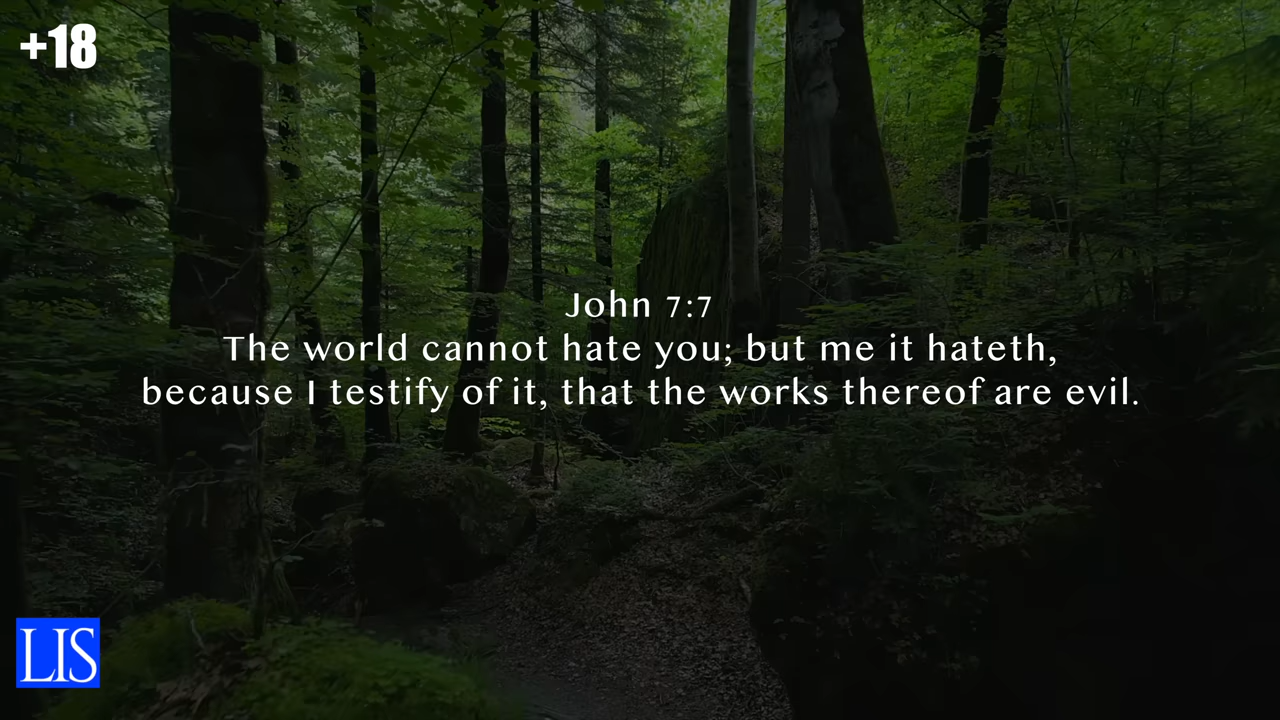 +18
John 7:7
The world cannot hate you; but me it hateth,
because I testify of it, that the works thereof are evil.
LIS